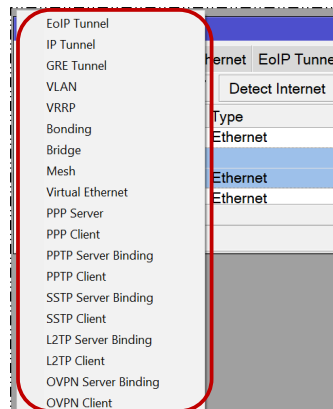 EoIP Tunnel
IP Tunnel
GRE Tunnel
VLAN
VRRP
Bonding
Bridge
Mesh
Virtual Ethernet
PPP Server
PPP Client
PPTP Server Binding
PPTP Client
SSTP Server Binding
SSTP Client
L2TP Server Binding
L2TP Client
OVPN Server Binding
OVPN Client
hernet EoIP Tunne
Detect Internet
Type
Ethernet
Ethernet
Ethernet